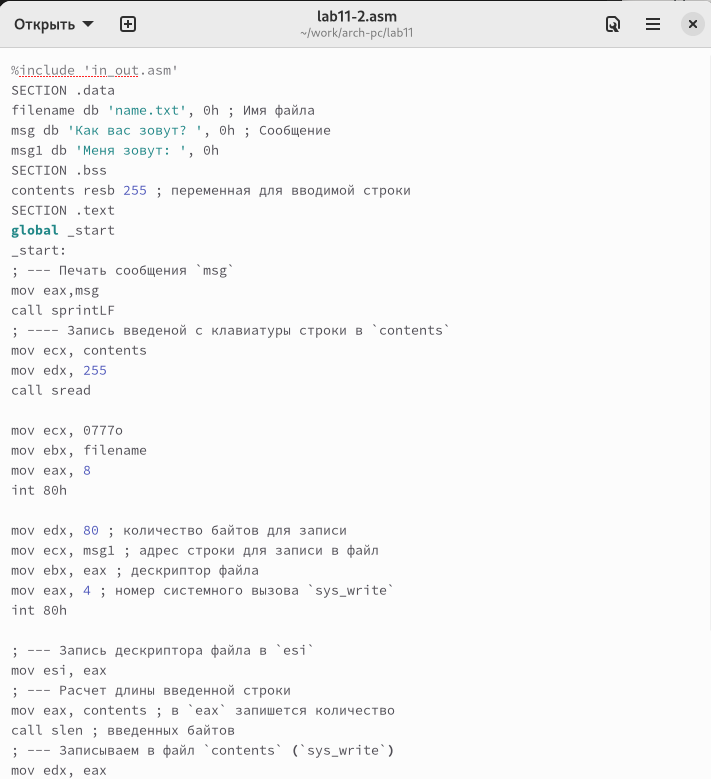 Открыть
lab11-2.asm
~/work/arch-pc/lab11
%include 'in_out.asm'
SECTION .data
filename db 'name.txt', 0h ; Имя файла
msg db 'Как вас зовут? ', 0h ; Сообщение
msg1 db 'Меня зовут: ', 0h
SECTION .bss
contents resb 255 ; переменная для вводимой строки
SECTION .text
global _start
_start:
; --- Печать сообщения `msg`
mov eax,msg
call sprintLF
; ---- Запись введеной с клавиатуры строки в `contents`
mov ecx, contents
mov edx, 255
call sread
mov ecx, 0777o
mov ebx, filename
mov eax, 8
int 80h
mov edx, 80 ; количество байтов для записи
mov ecx, msg1 ; адрес строки для записи в файл
mov ebx, eax ; дескриптор файла
mov eax, 4 ; номер системного вызова `sys_write`
int 80h
; --- Запись дескриптора файла в `esi`
mov esi, eax
; --- Расчет длины введенной строки
mov eax, contents ; в `eax` запишется количество
call slen ; введенных байтов
; --- Записываем в файл `contents` (`sys_write`)
mov edx, eax